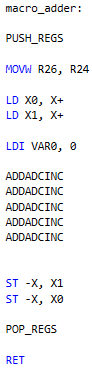 macro_adder:
PUSH_REGS
MOVW R26, R24
LD X0, X+
LD X1, X+
LDI VAR0, 0
ADDADCINC
ADDADCINC
ADDADCINC
ADDADCINC
ADDADCINC
ST -X, X1
ST -X, X0
POP_REGS
RET